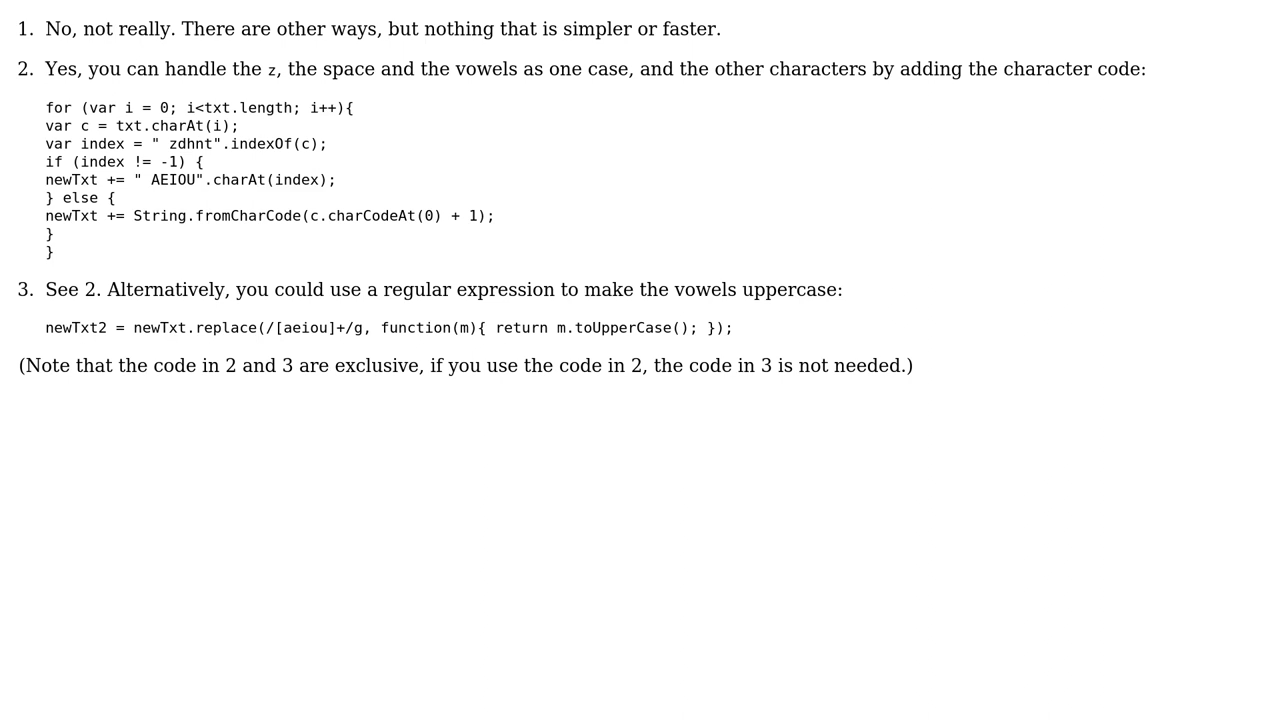 1. No, not really. There are other ways, but nothing that is simpler or faster.
2. Yes, you can handle the z, the space and the vowels as one case, and the other characters by adding the character code:
for (var i = 0; i<txt.length; i++){
var c = txt.charAt(i);
var index = " zdhnt".indexOf(c);
if (index != -1) {
newTxt += " AEIOU".charAt(index);
} else {
newTxt += String.fromCharCode(c.charCodeAt(0) + 1);
}
}
3. See 2. Alternatively, you could use a regular expression to make the vowels uppercase:
newTxt2 = newTxt.replace(/[aeiou]+/g, function(m){ return m.toUpperCase(); });
(Note that the code in 2 and 3 are exclusive, if you use the code in 2, the code in 3 is not needed.)